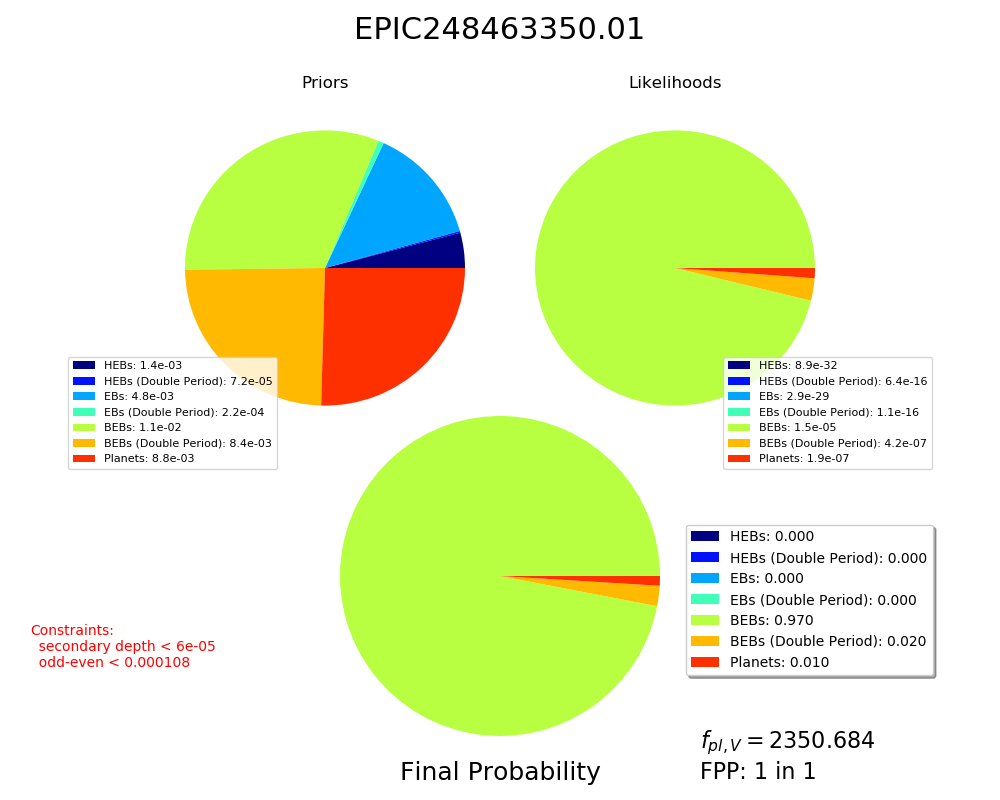 EPIC248463350.01
Priors
Likelihoods
HEBs: 1.4e-03
HEBs (Double Period): 7.2e-05
EBs: 4.8e-03
EBs (Double Period): 2.2e-04
BEBs: 1.1e-02
BEBs (Double Period): 8.4e-03
Planets: 8.8e-03
HEBs: 8.9e-32
HEBs (Double Period): 6.4e-16
EBs: 2.9e-29
EBs (Double Period): 1.1e-16
BEBs: 1.5e-05
BEBs (Double Period): 4.2e-07
Planets: 1.9e-07
HEBs: 0.000
HEBs (Double Period): 0.000
EBs: 0.000
EBs (Double Period): 0.000
BEBs: 0.970
BEBs (Double Period): 0.020
Planets: 0.010
Constraints:
secondary depth < 6e-05
odd-even < 0.000108
f_{pl,V} = 2350.684
FPP: 1 in 1
Final Probability